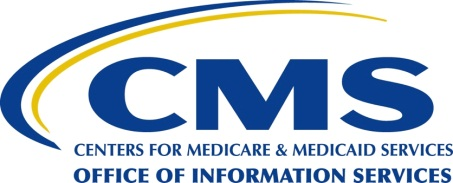 CMS
CENTERS FOR MEDICARE & MEDICAID SERVICES
OFFICE OF INFORMATION SERVICES